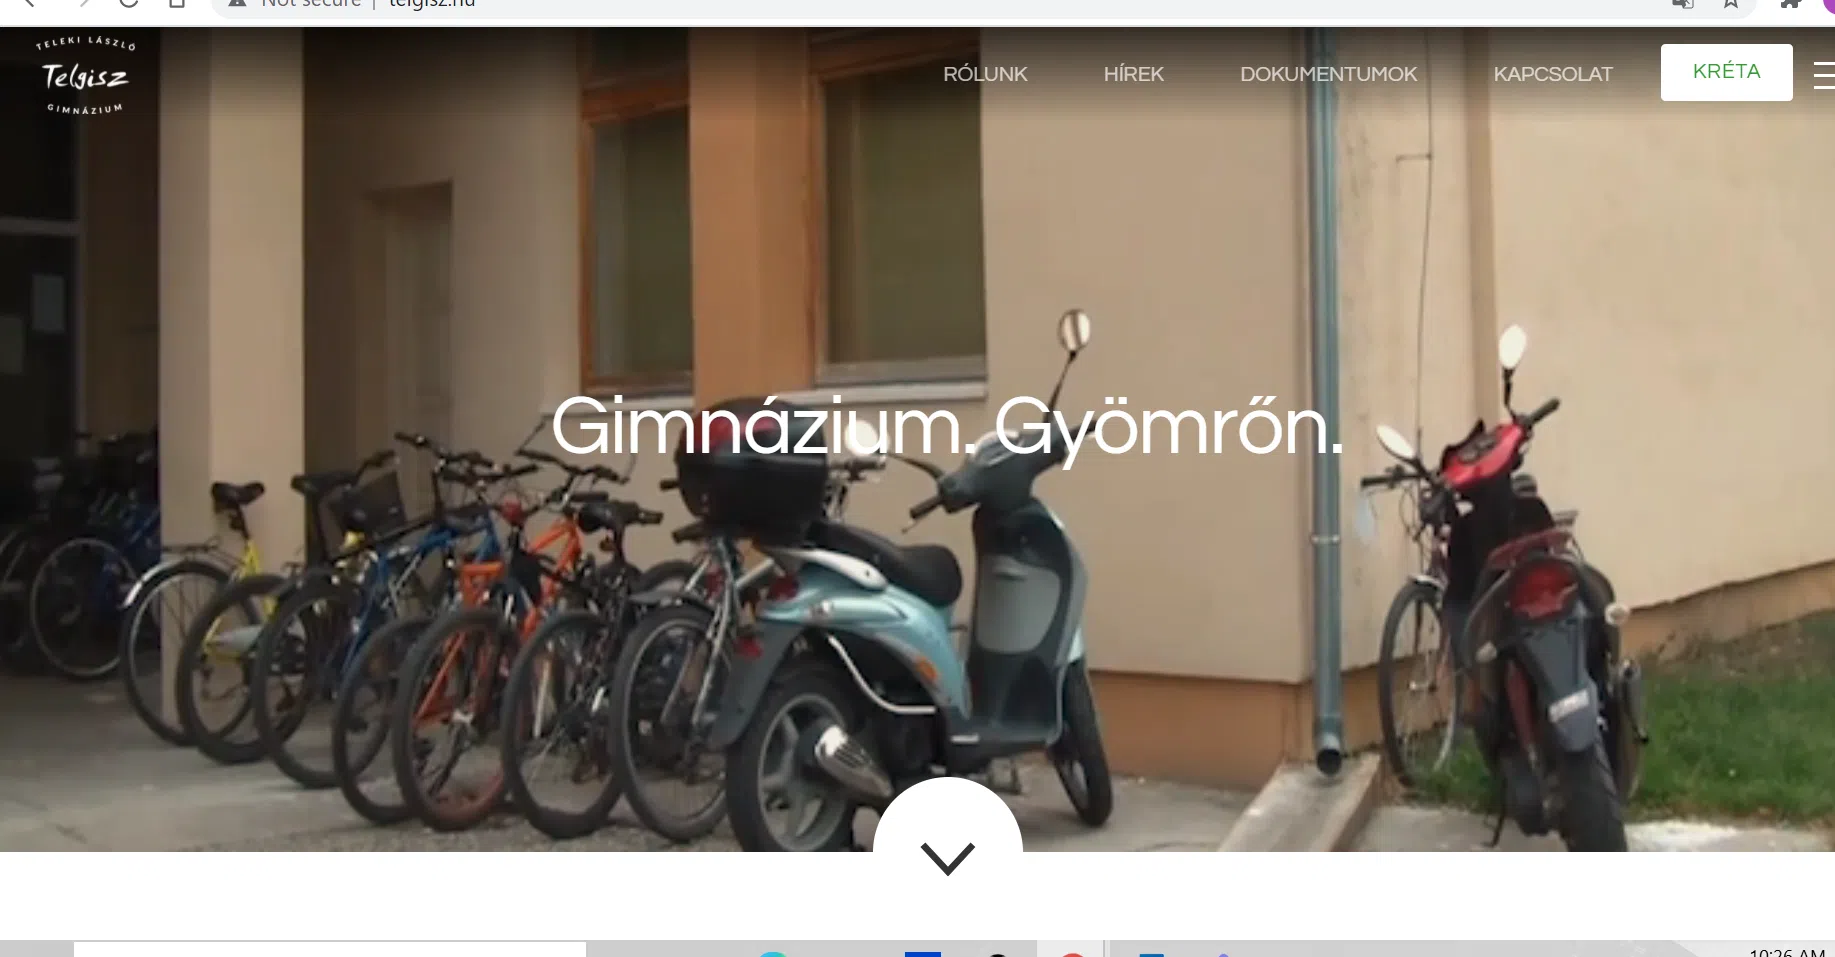 Not secure | telgisz.hu
TELEKI LÁSZLÓ
Telgisz
GIMNÁZIUM
RÓLUNK
HÍREK
DOKUMENTUMOK
KAPCSOLAT
KRÉTA
Gimnázium. Gyömrőn.
10:26 AM